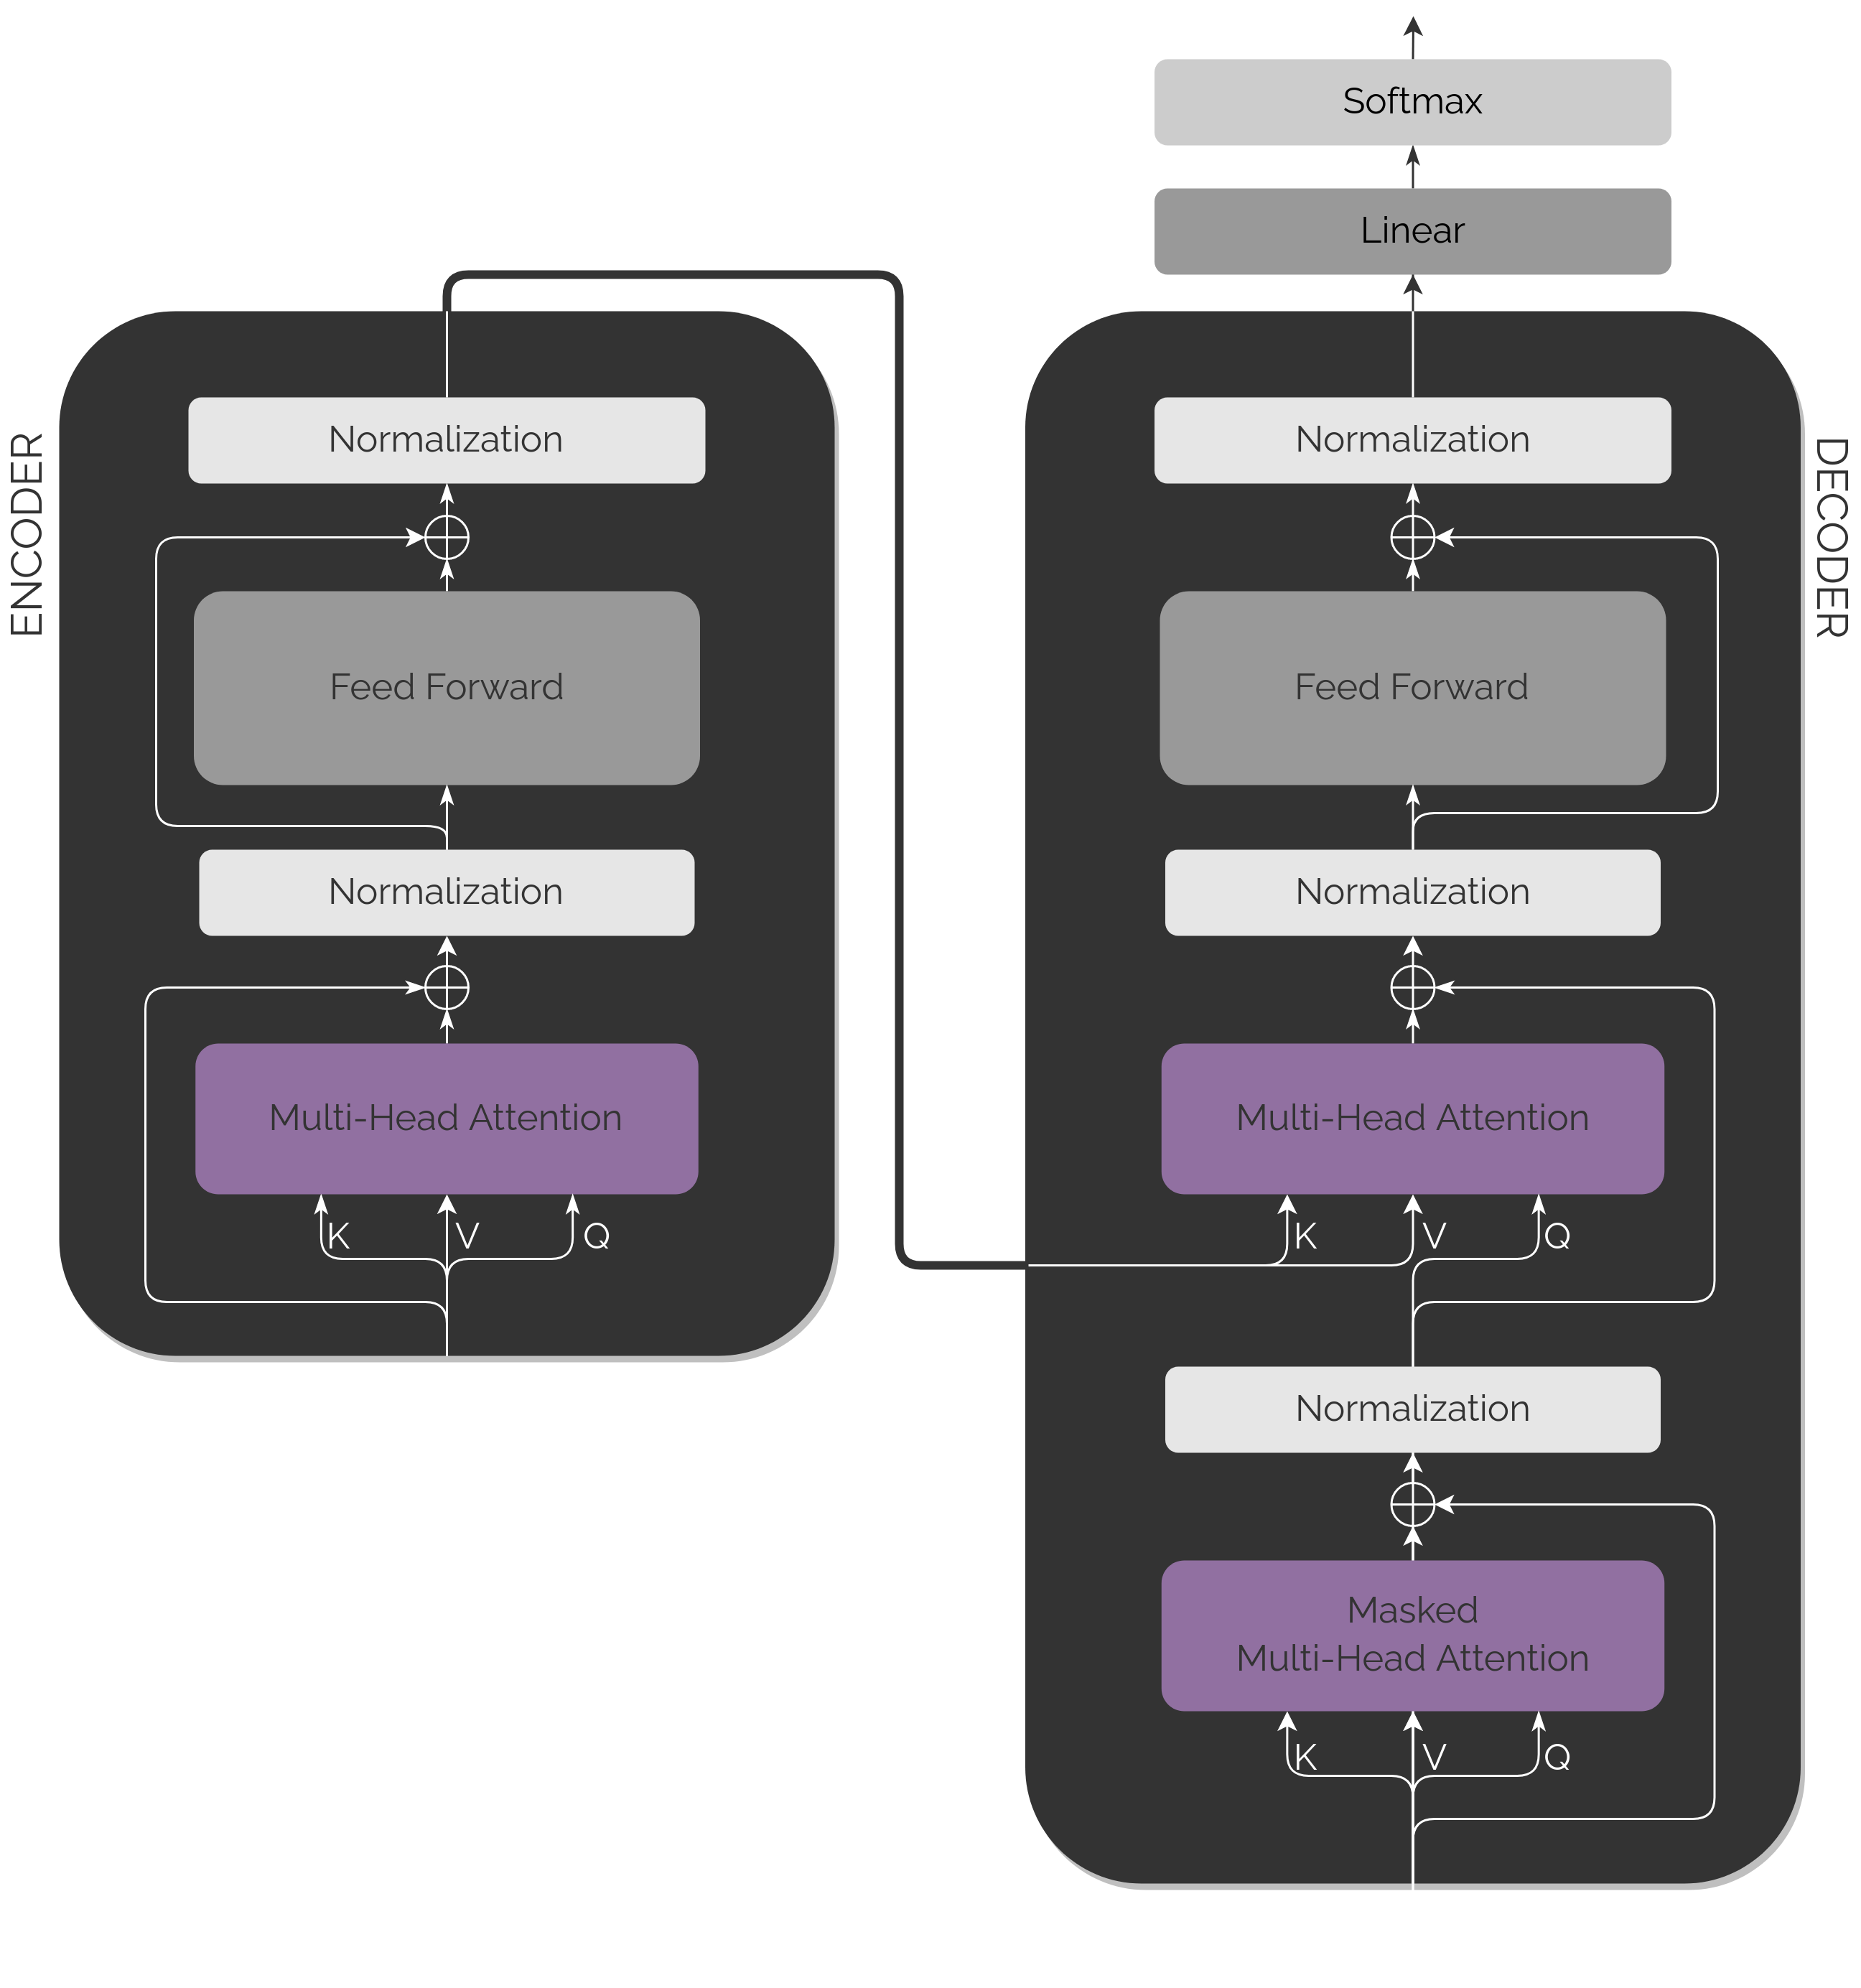 ENCODER
Normalization
Feed Forward
Normalization
Multi-Head Attention
K V Q
Softmax
Linear
DECODER
Normalization
Feed Forward
Normalization
Multi-Head Attention
K V Q
Normalization
Masked
Multi-Head Attention
K V Q